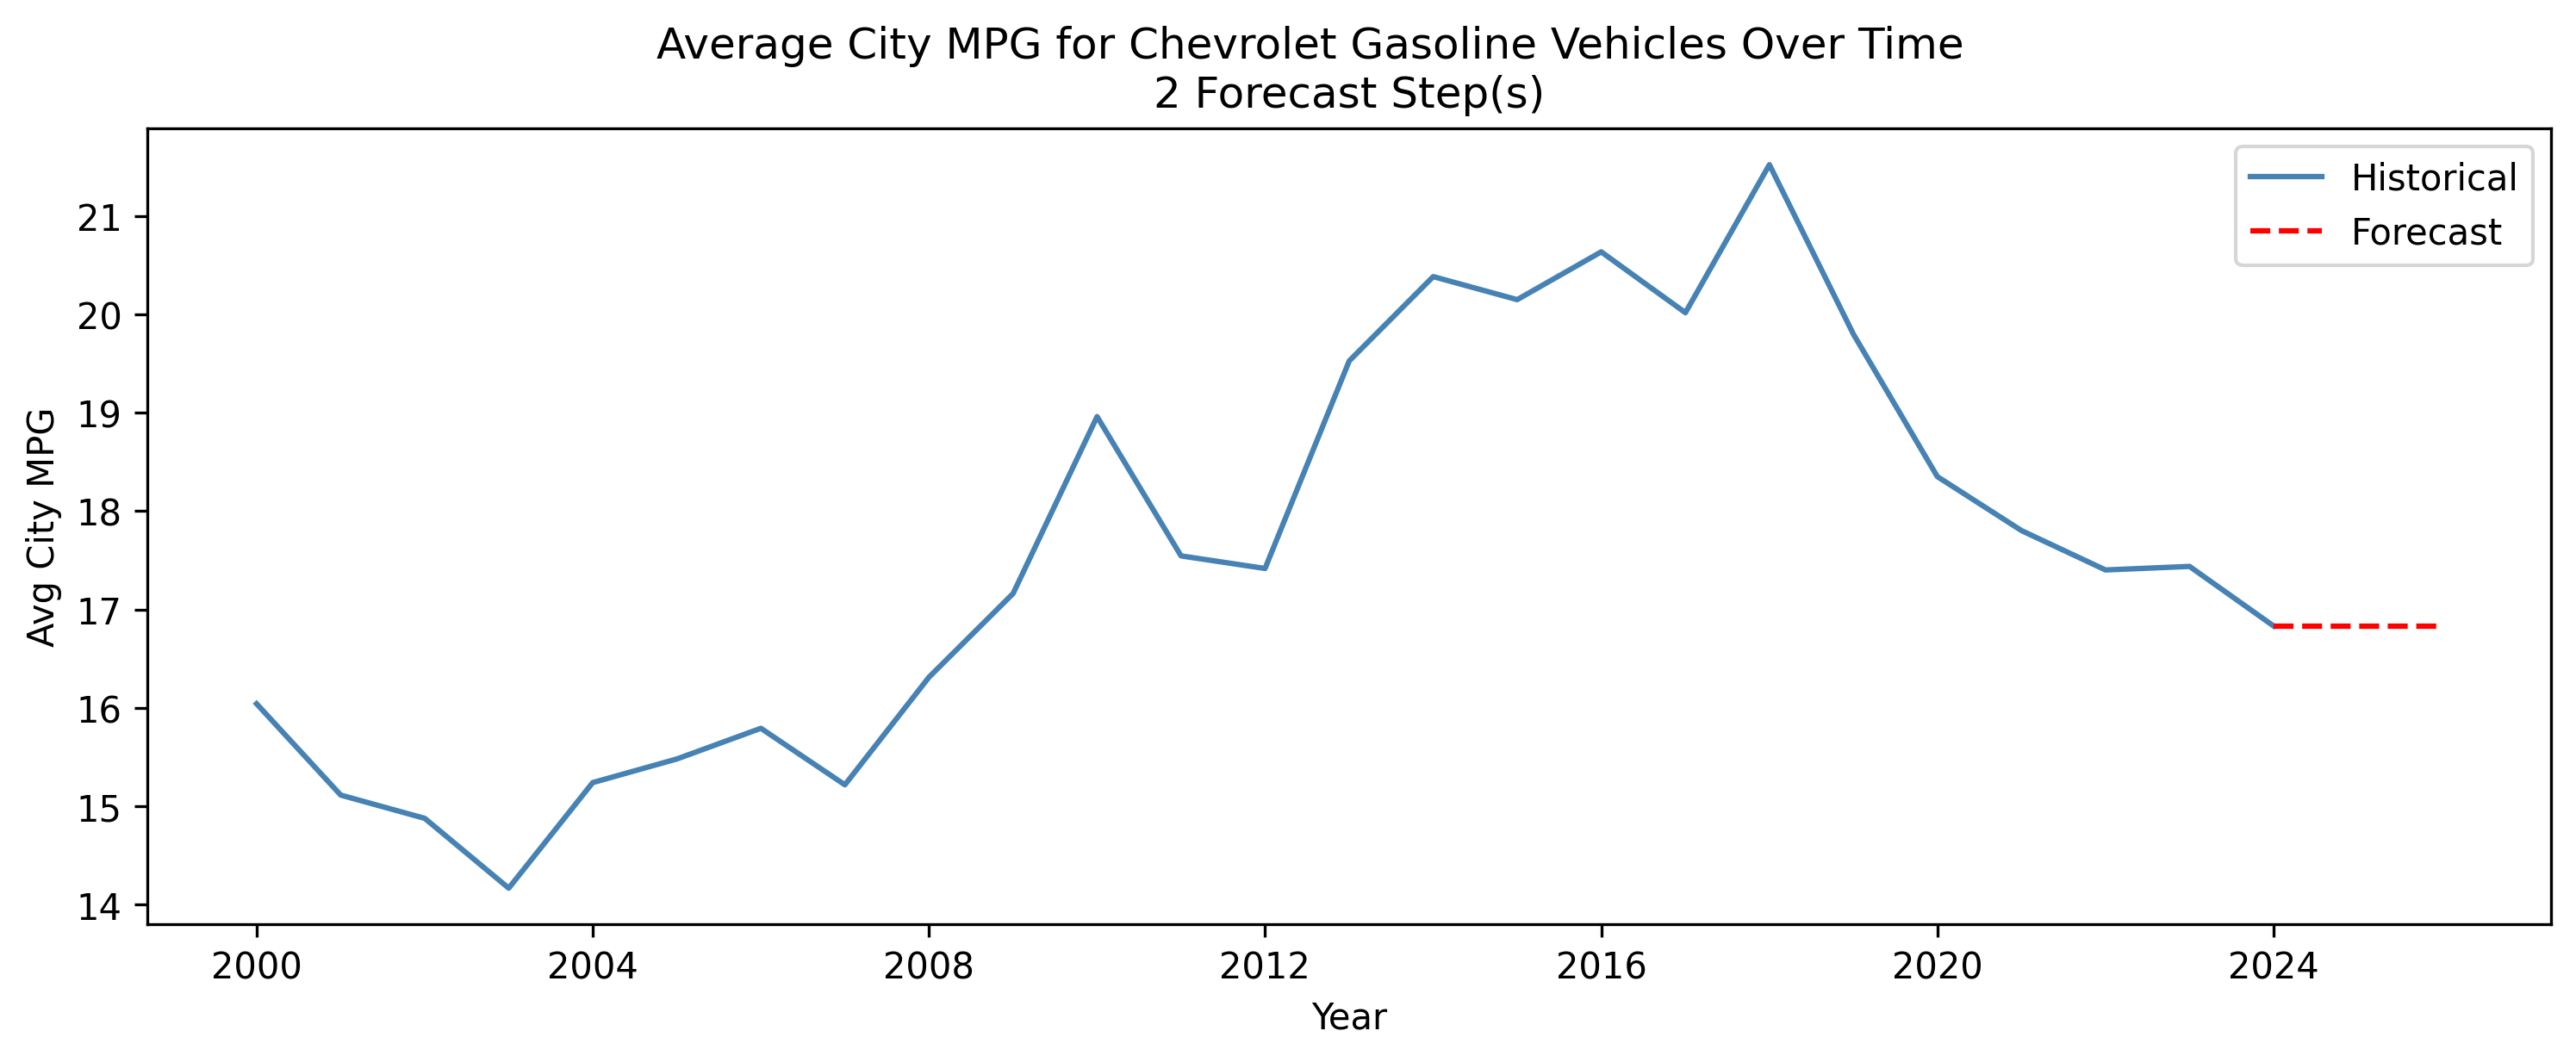 Average City MPG for Chevrolet Gasoline Vehicles Over Time
2 Forecast Step(s)
Historical
Forecast
21
20
19
18
17
16
15
14
Avg City MPG
2000 2004 2008 2012 2016 2020 2024
Year